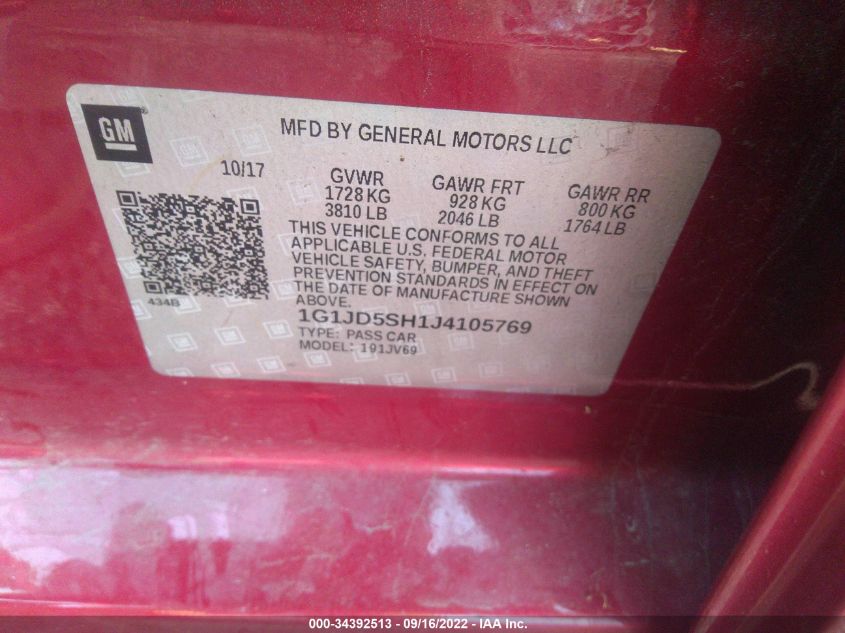 GM
MFD BY GENERAL MOTORS LLC
10/17
GVWR
1728 KG
3810 LB
GAWR FRT
928 KG
2046 LB
GAWR RR
800 KG
1764 LB
THIS VEHICLE CONFORMS TO ALL
APPLICABLE U.S. FEDERAL MOTOR
VEHICLE SAFETY, BUMPER, AND THEFT
PREVENTION STANDARDS IN EFFECT ON
THE DATE OF MANUFACTURE SHOWN
ABOVE.
434B
1G1JD5SH1J4105769
TYPE: PASS CAR
MODEL: 191JV69
000-34392513 - 09/16/2022 - IAA Inc.